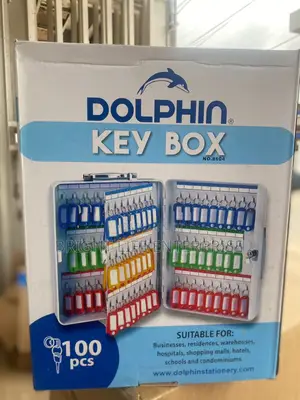 DOLPHIN®
KEY BOX
100
pcs
SUITABLE FOR:
Businesses, residences, warehouses,
hospitals, shopping malls, hotels,
schools and condominiums
www.dolphinstationery.com